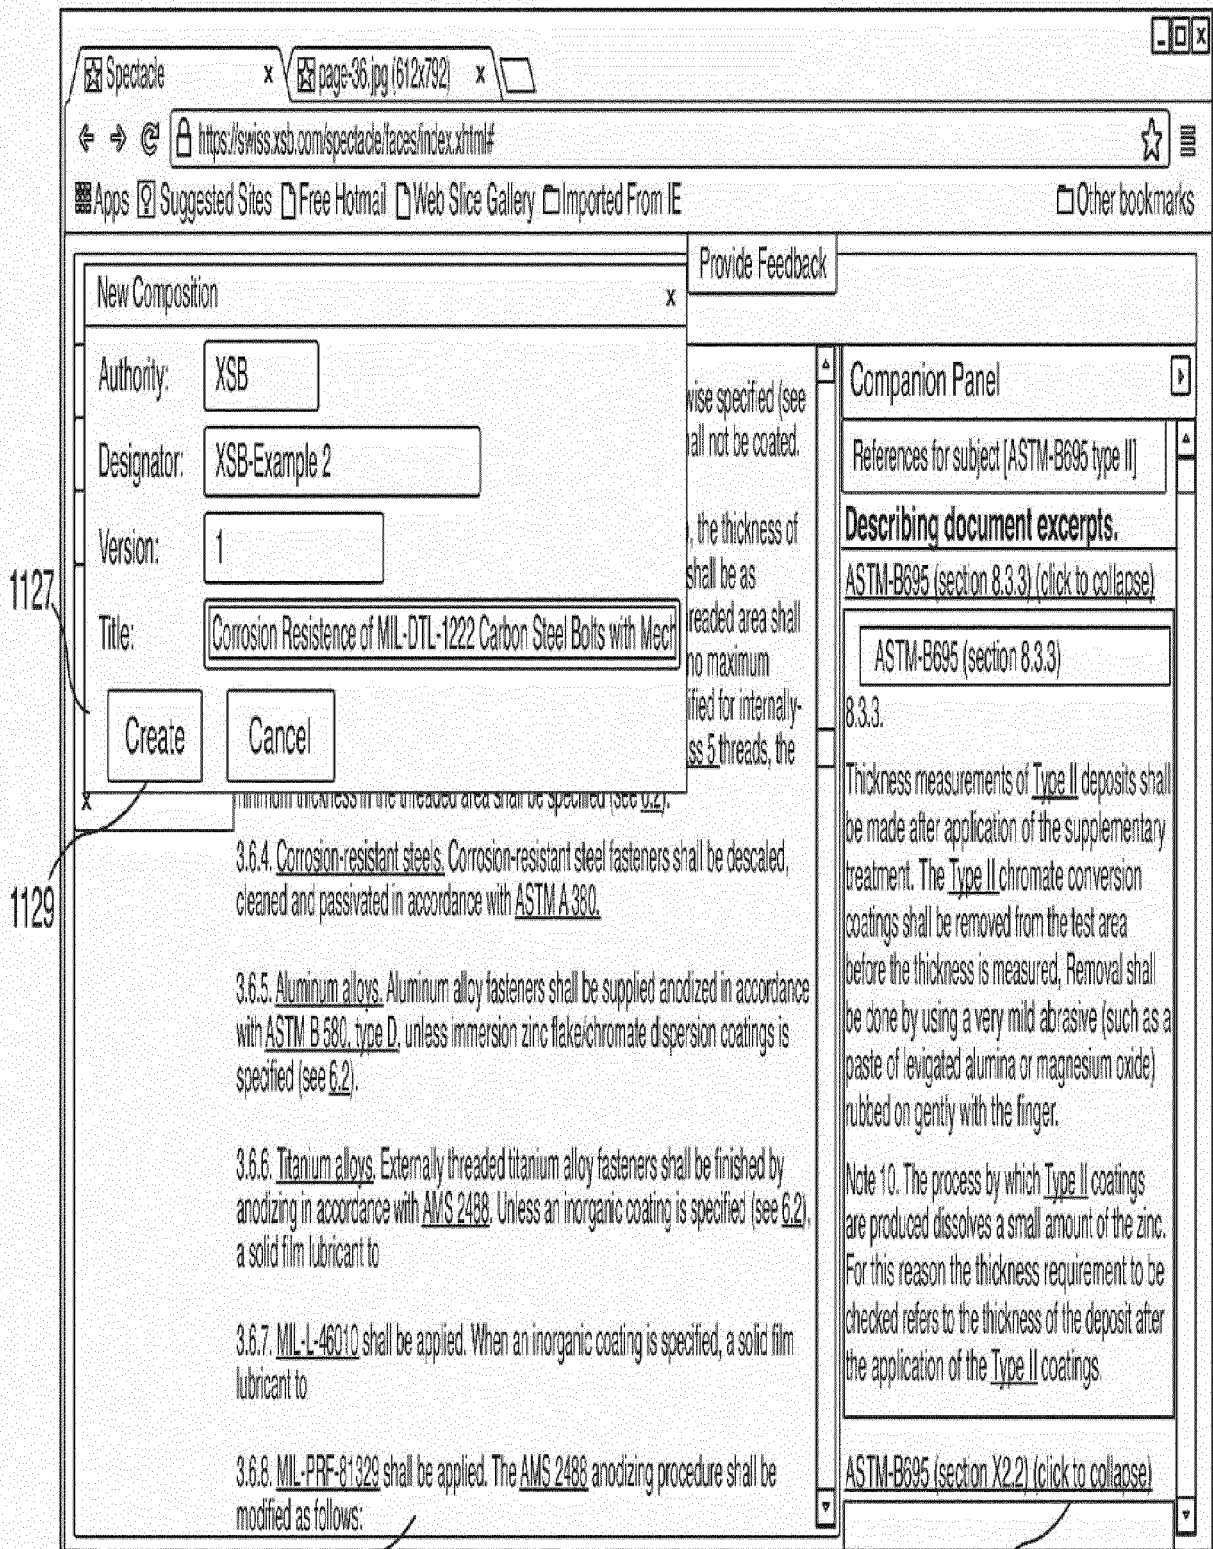 Spectacle x page-36.jpg (612x792) x
https://swiss.xsb.com/spectacle/faces/index.xhtml#
Apps Suggested Sites Free Hotmail Web Slice Gallery Imported From IE Other bookmarks
Provide Feedback
New Composition x
Authority: XSB
Designator: XSB-Example 2
Version: 1
Title: Corrosion Resistence of MIL-DTL-1222 Carbon Steel Bolts with Mech
Create Cancel
x
1127
1129
wise specified (see
all not be coated.
, the thickness of
shall be as
readed area shall
no maximum
ified for internally-
ss 5 threads, the
minimum thickness in the threaded area shall be specified (see 6.2).
3.6.4. Corrosion-resistant steels. Corrosion-resistant steel fasteners shall be descaled,
cleaned and passivated in accordance with ASTM A 380.
3.6.5. Aluminum alloys. Aluminum alloy fasteners shall be supplied anodized in accordance
with ASTM B 580, type D, unless immersion zinc flake/chromate dispersion coatings is
specified (see 6.2).
3.6.6. Titanium alloys. Externally threaded titanium alloy fasteners shall be finished by
anodizing in accordance with AMS 2488. Unless an inorganic coating is specified (see 6.2),
a solid film lubricant to
3.6.7. MIL-L-46010 shall be applied. When an inorganic coating is specified, a solid film
lubricant to
3.6.8. MIL-PRF-81329 shall be applied. The AMS 2488 anodizing procedure shall be
modified as follows:
Companion Panel
References for subject [ASTM-B695 type II]
Describing document excerpts.
ASTM-B695 (section 8.3.3) (click to collapse)
ASTM-B695 (section 8.3.3)
8.3.3.
Thickness measurements of Type II deposits shall
be made after application of the supplementary
treatment. The Type II chromate conversion
coatings shall be removed from the test area
before the thickness is measured, Removal shall
be done by using a very mild abrasive (such as a
paste of levigated alumina or magnesium oxide)
rubbed on gently with the finger.
Note 10. The process by which Type II coatings
are produced dissolves a small amount of the zinc.
For this reason the thickness requirement to be
checked refers to the thickness of the deposit after
the application of the Type II coatings.
ASTM-B695 (section X2.2) (click to collapse)